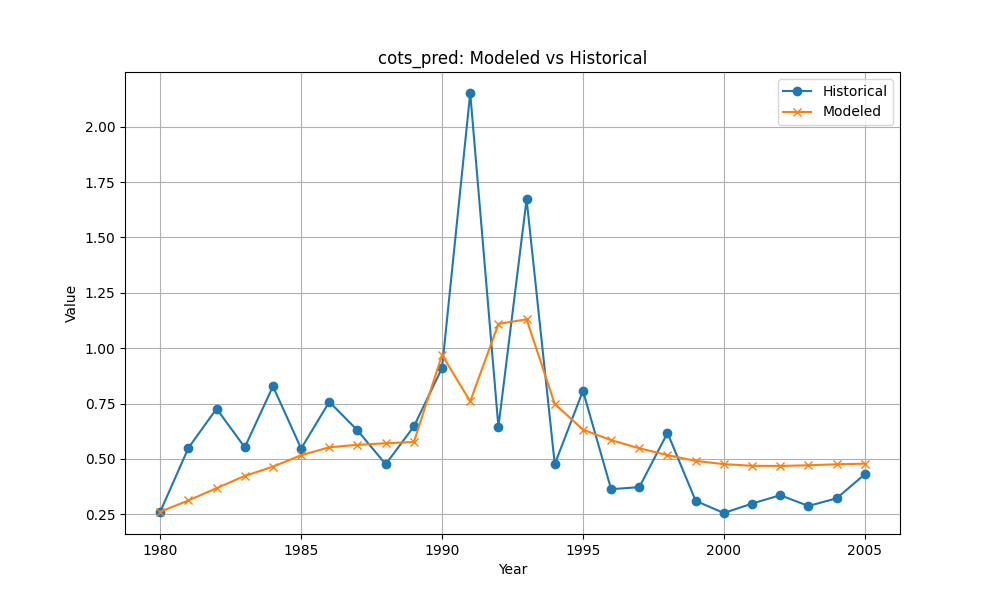 cots_pred: Modeled vs Historical
Historical
Modeled
Value
2.00
1.75
1.50
1.25
1.00
0.75
0.50
0.25
1980 1985 1990 1995 2000 2005
Year